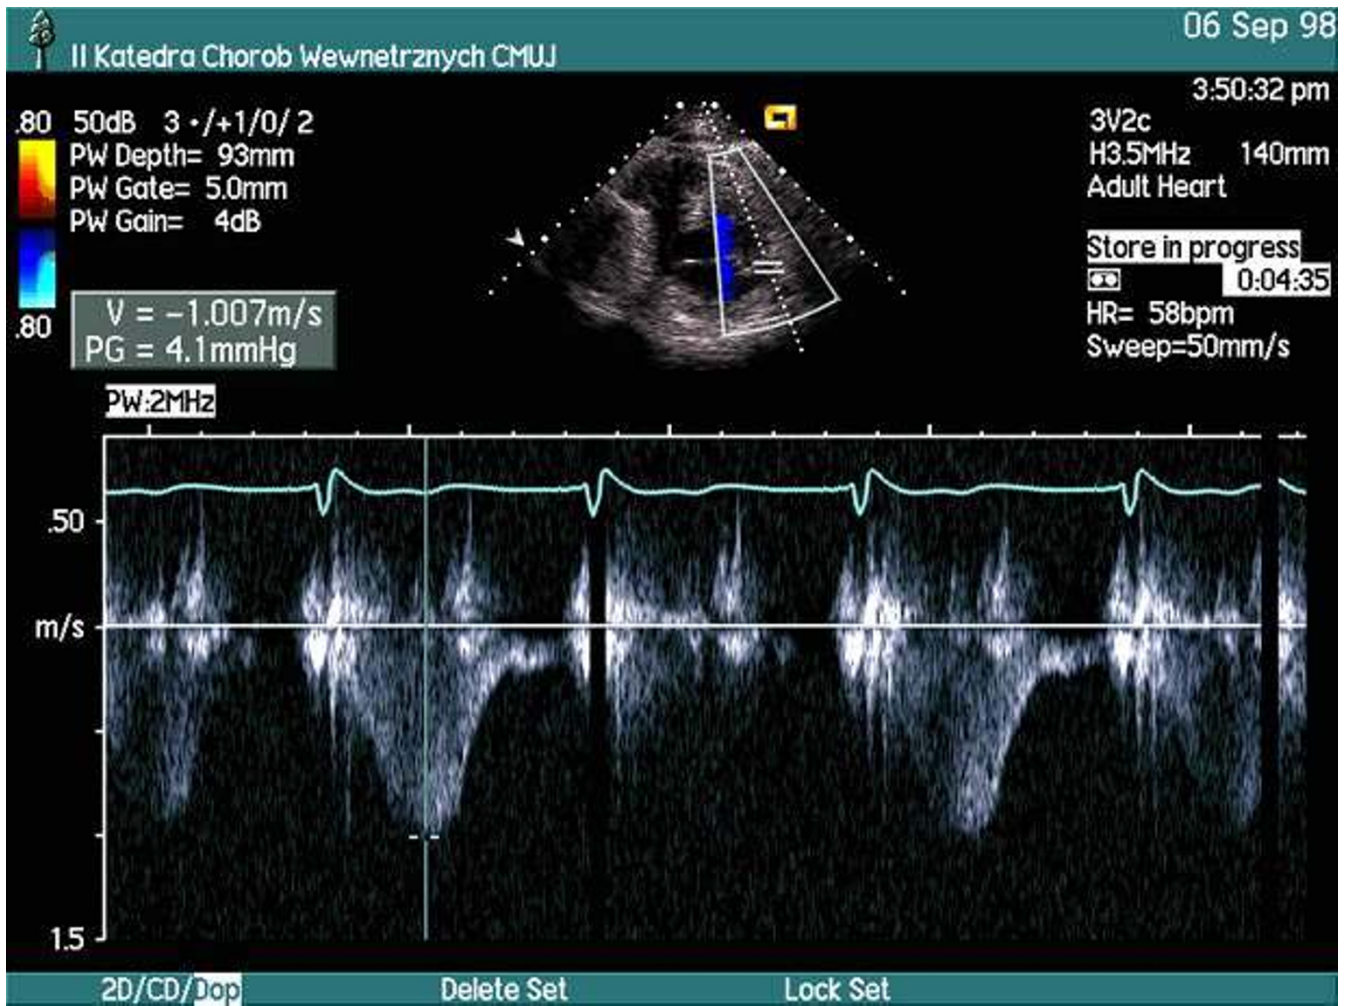 06 Sep 98
II Katedra Chorob Wewnetrznych CMUJ
3:50:32 pm
.80 50dB 3 •/+1/0/ 2
PW Depth= 93mm
PW Gate= 5.0mm
PW Gain= 4dB
.80
3V2c
H3.5MHz 140mm
Adult Heart
Store in progress
0:04:35
HR= 58bpm
Sweep=50mm/s
V = -1.007m/s
PG = 4.1mmHg
PW:2MHz
.50
m/s
1.5
2D/CD/Dop Delete Set Lock Set